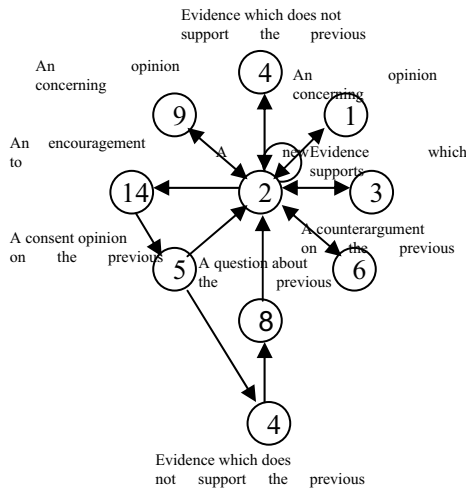 Evidence which does not
support the previous
4
An opinion
concerning
9
An opinion
concerning
1
An encouragement
to
14
A new
2
Evidence which
supports
3
A consent opinion
on the previous
5
A counterargument
on the previous
6
A question about
the previous
8
4
Evidence which does
not support the previous